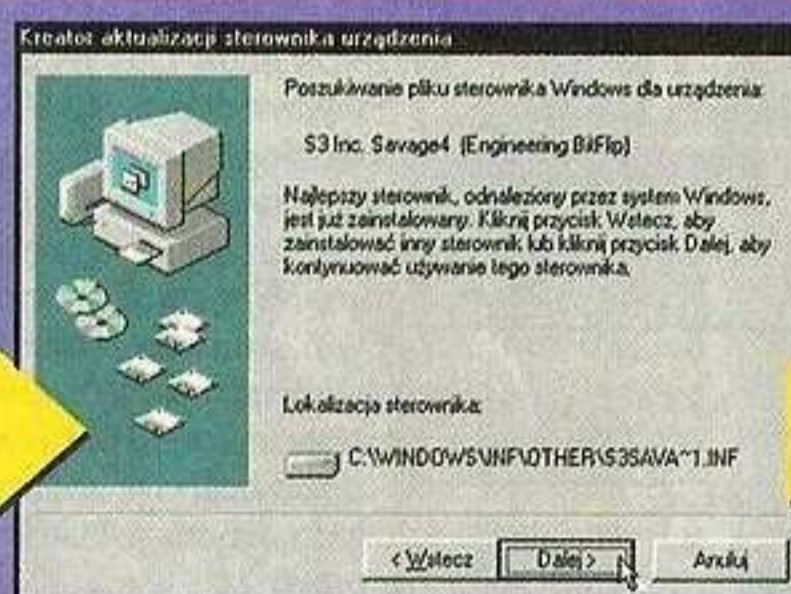 Kreator aktualizacji sterownika urządzenia
Poszukiwanie pliku sterownika Windows dla urządzenia:
S3 Inc. Savage4 (Engineering BitFlip)
Najlepszy sterownik, odnaleziony przez system Windows,
jest już zainstalowany. Kliknij przycisk Wstecz, aby
zainstalować inny sterownik lub kliknij przycisk Dalej, aby
kontynuować używanie tego sterownika.
Lokalizacja sterownika:
C:\WINDOWS\INF\OTHER\S3SAVA~1.INF
< Wstecz
Dalej >
Anuluj